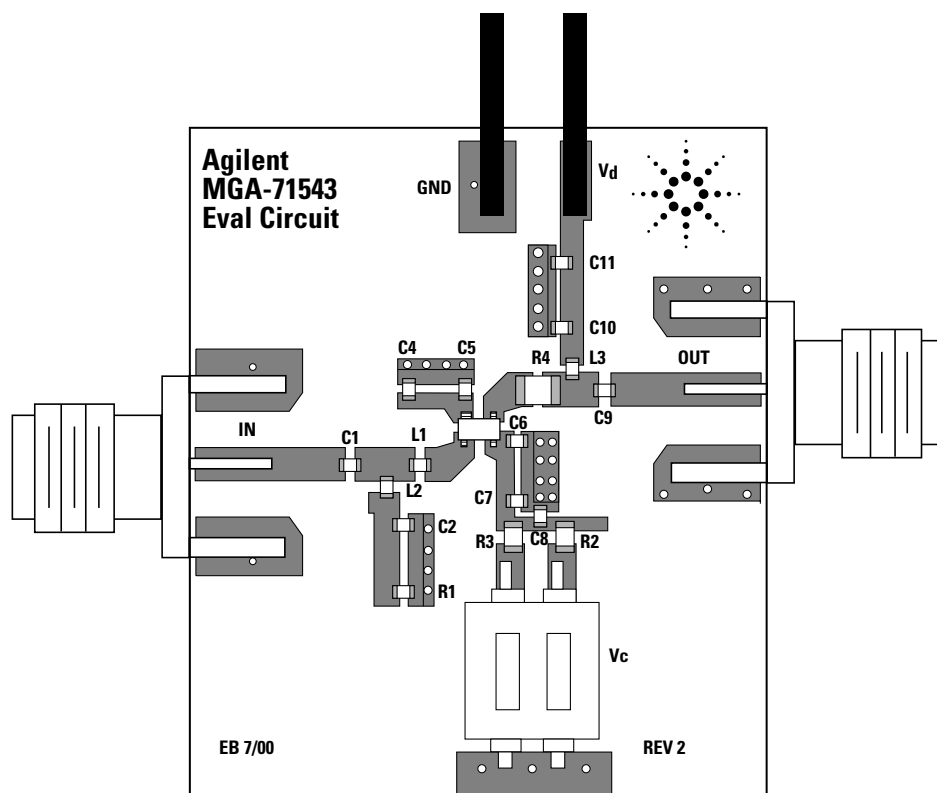 Agilent
MGA-71543
Eval Circuit
GND
Vd
C11
C10
C4 C5 R4 L3 OUT
C9
IN C1 L1 C6
L2 C7
C2
R3 C8 R2
R1
Vc
EB 7/00 REV 2